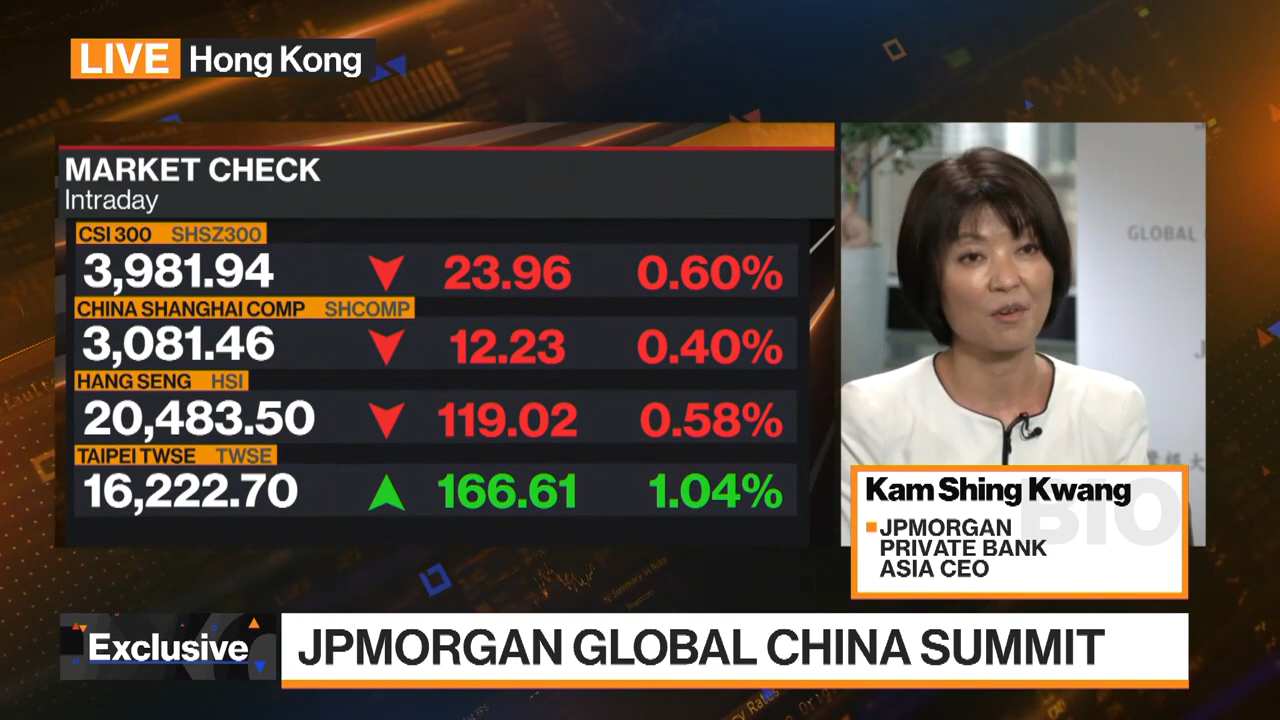 LIVE Hong Kong
MARKET CHECK
Intraday
CSI 300 SHSZ300
3,981.94 23.96 0.60%
CHINA SHANGHAI COMP SHCOMP
3,081.46 12.23 0.40%
HANG SENG HSI
20,483.50 119.02 0.58%
TAIPEI TWSE TWSE
16,222.70 166.61 1.04%
GLOBAL
BIO
Kam Shing Kwang
JPMORGAN
PRIVATE BANK
ASIA CEO
Exclusive
JPMORGAN GLOBAL CHINA SUMMIT